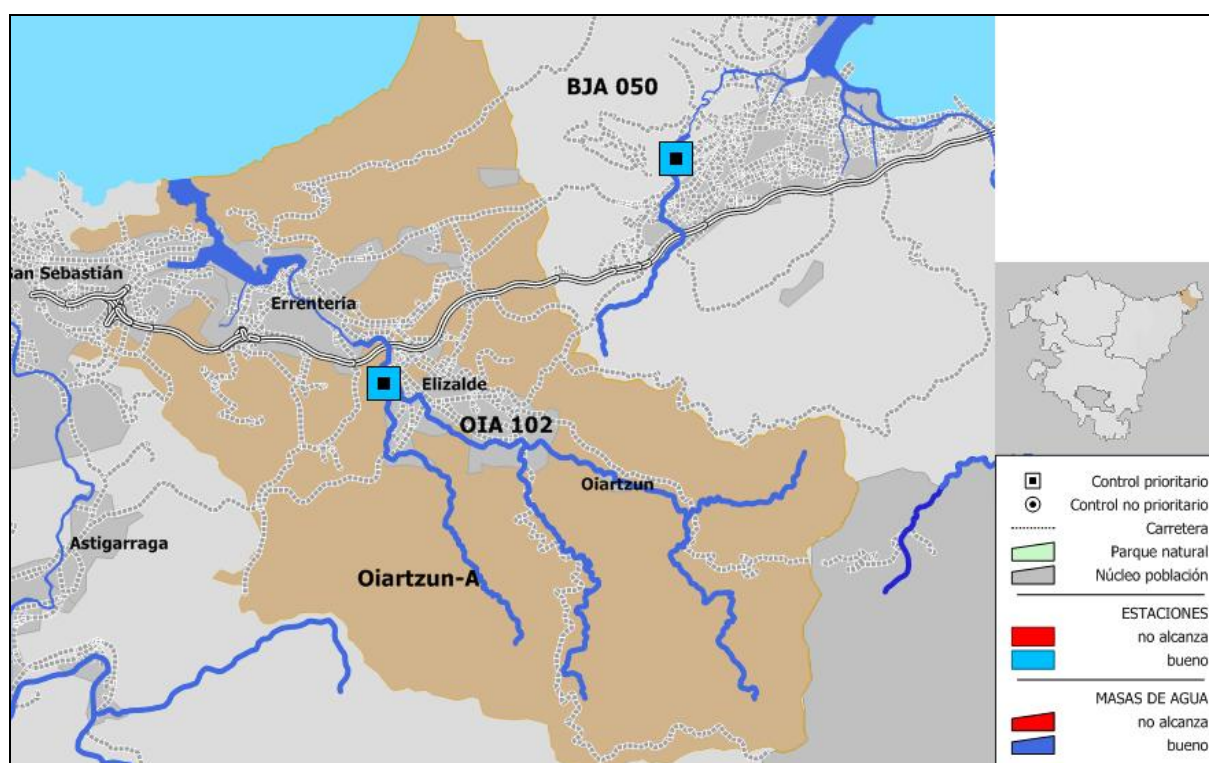 BJA 050
San Sebastián
Errenteria
Elizalde
OIA 102
Oiartzun
Astigarraga
Oiartzun-A
Control prioritario
Control no prioritario
Carretera
Parque natural
Núcleo población
ESTACIONES
no alcanza
bueno
MASAS DE AGUA
no alcanza
bueno